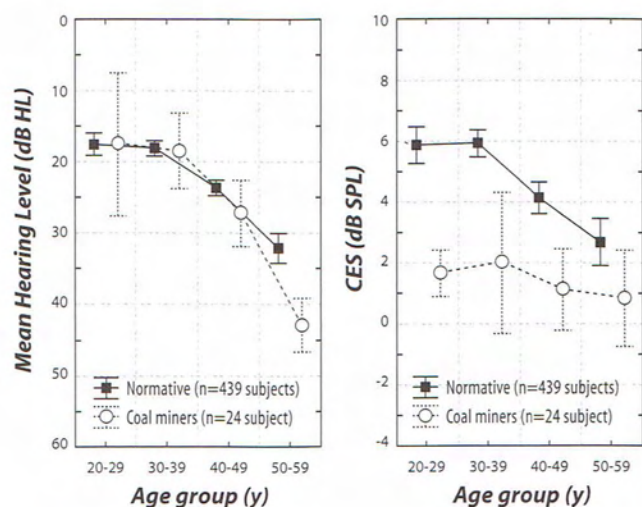 Mean Hearing Level (dB HL)
0
10
20
30
40
50
60
Normative (n=439 subjects)
Coal miners (n=24 subject)
20-29 30-39 40-49 50-59
Age group (y)
CES (dB SPL)
10
8
6
4
2
0
-2
-4
Normative (n=439 subjects)
Coal miners (n=24 subject)
20-29 30-39 40-49 50-59
Age group (y)